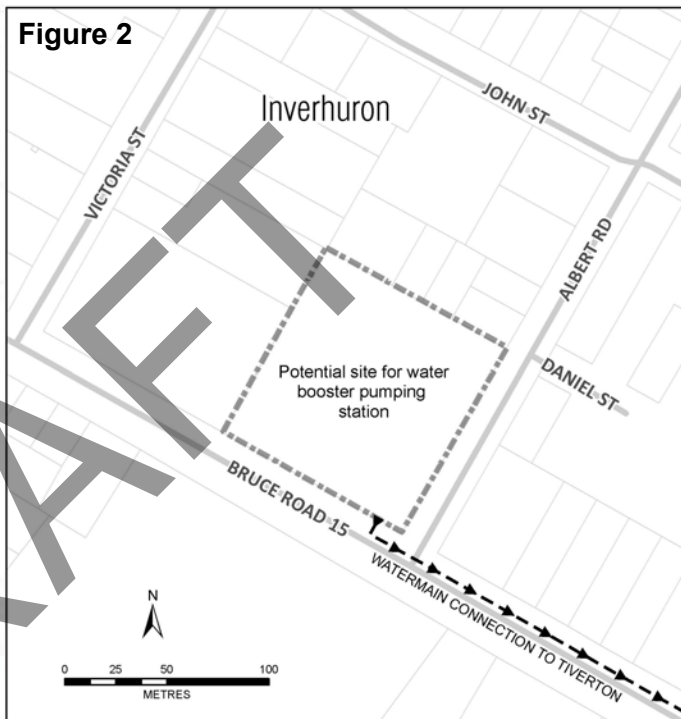 Figure 2
Inverhuron
JOHN ST
VICTORIA ST
ALBERT RD
Potential site for water
booster pumping
station
DANIEL ST
BRUCE ROAD 15
WATERMAIN CONNECTION TO TIVERTON
N
0 25 50 100
METRES
AFT